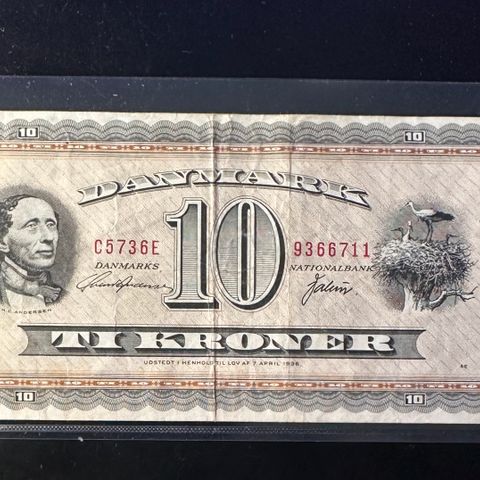 10 10
DANMARK
C5736E 10 9366711
DANMARKS NATIONALBANK
H.C. ANDERSEN
TI KRONER
UDSTEDT I HENHOLD TIL LOV AF 7 APRIL 1936
10 10